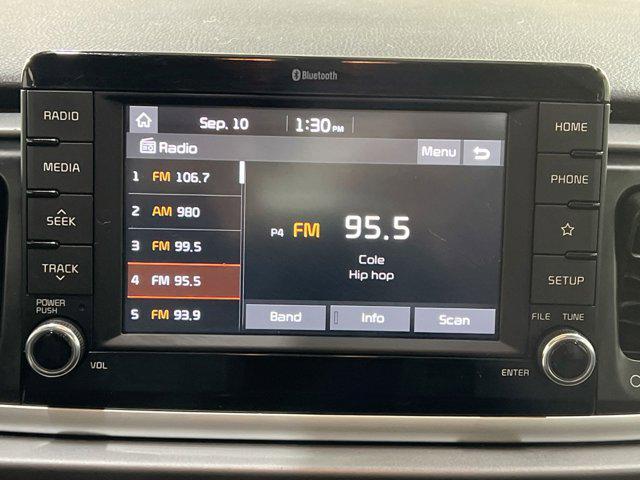 Bluetooth
RADIO
MEDIA
SEEK
TRACK
POWER
PUSH
VOL
Sep. 10 1:30 PM
Radio Menu
1 FM 106.7
2 AM 980
3 FM 99.5
4 FM 95.5
5 FM 93.9
P4 FM 95.5
Cole
Hip hop
Band Info Scan
HOME
PHONE
SETUP
FILE TUNE
ENTER